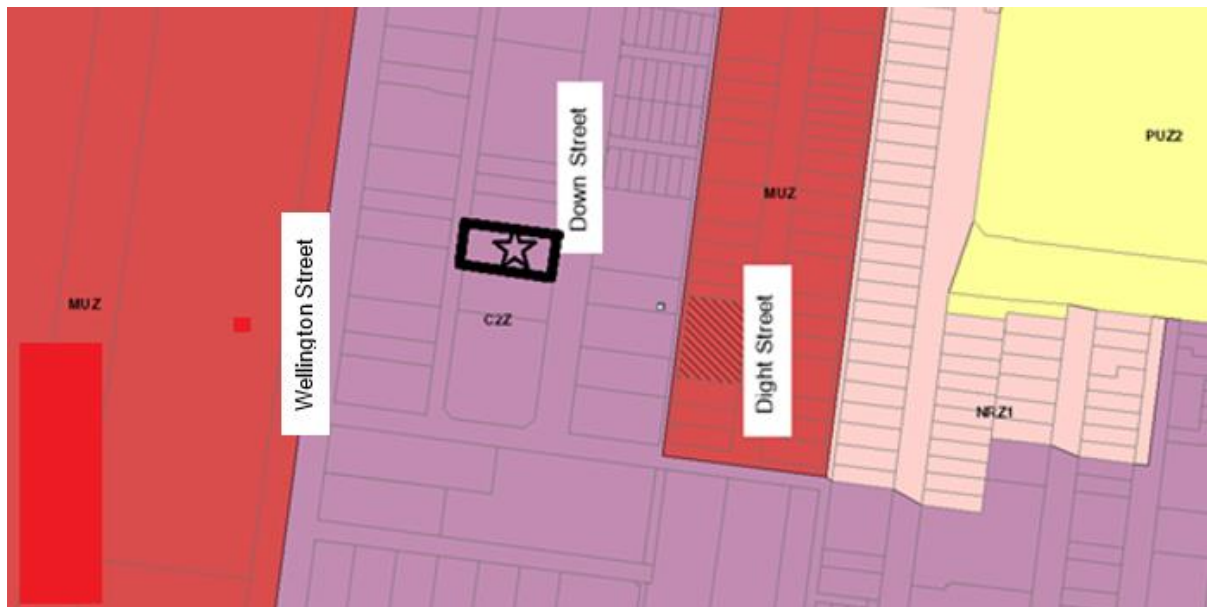 PUZ2
Down Street
MUZ
Wellington Street
MUZ
C2Z
Dight Street
NRZ1